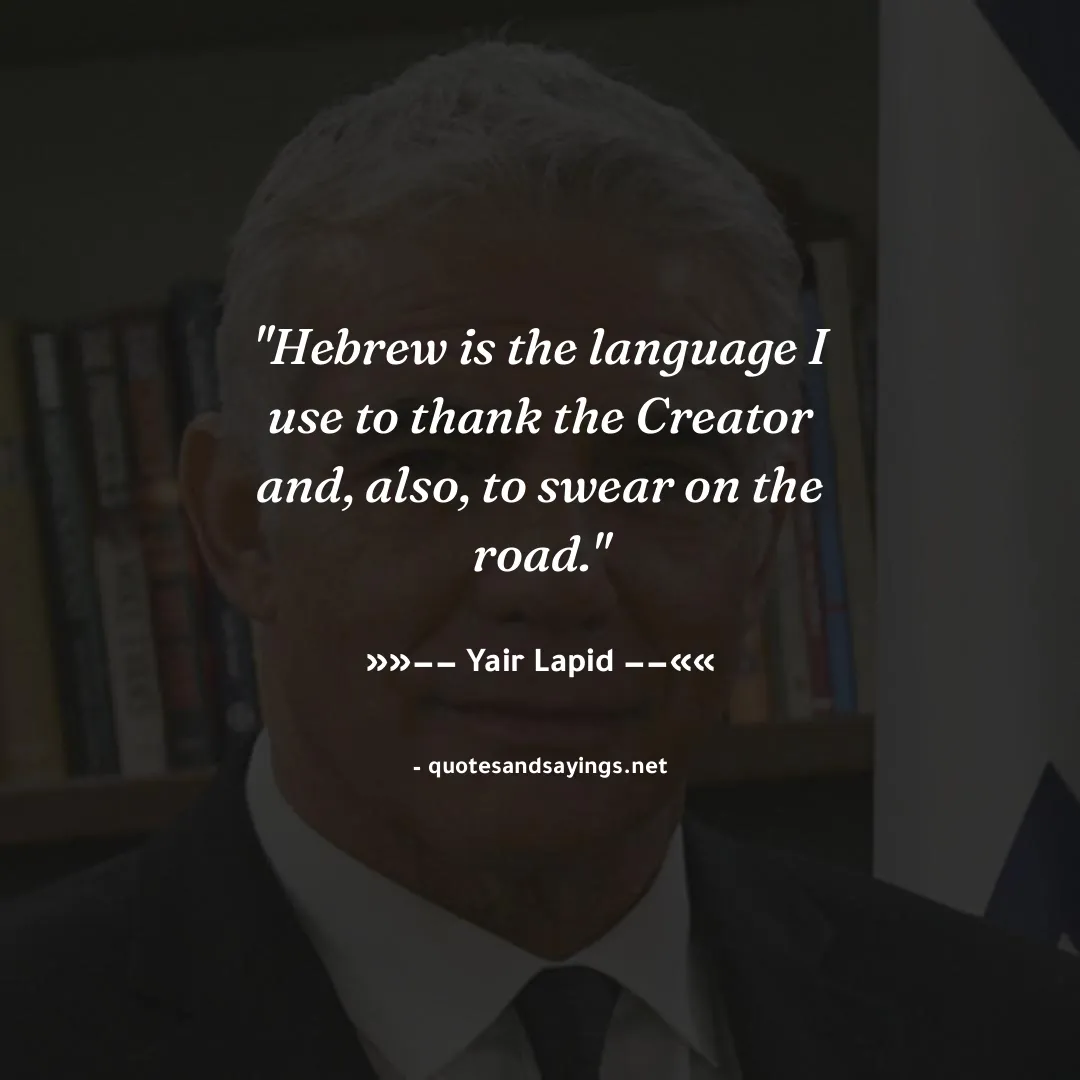 "Hebrew is the language I
use to thank the Creator
and, also, to swear on the
road."
»»−− Yair Lapid −−««
- quotesandsayings.net